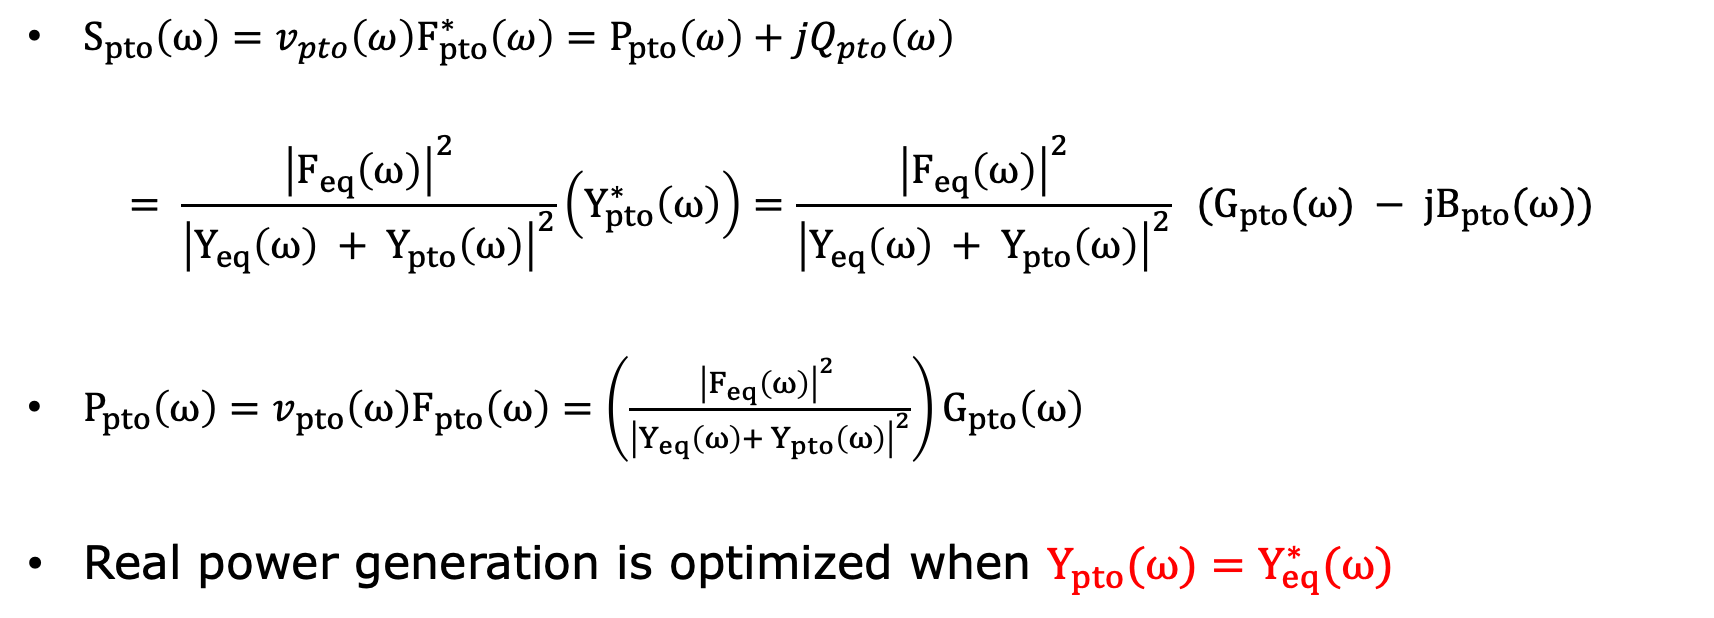 • S_pto(ω) = v_pto(ω)F*_pto(ω) = P_pto(ω) + jQ_pto(ω)
= |F_eq(ω)|² / |Y_eq(ω) + Y_pto(ω)|² (Y*_pto(ω)) = |F_eq(ω)|² / |Y_eq(ω) + Y_pto(ω)|² (G_pto(ω) − jB_pto(ω))
• P_pto(ω) = v_pto(ω)F_pto(ω) = (|F_eq(ω)|² / |Y_eq(ω)+ Y_pto(ω)|²) G_pto(ω)
• Real power generation is optimized when Y_pto(ω) = Y*_eq(ω)